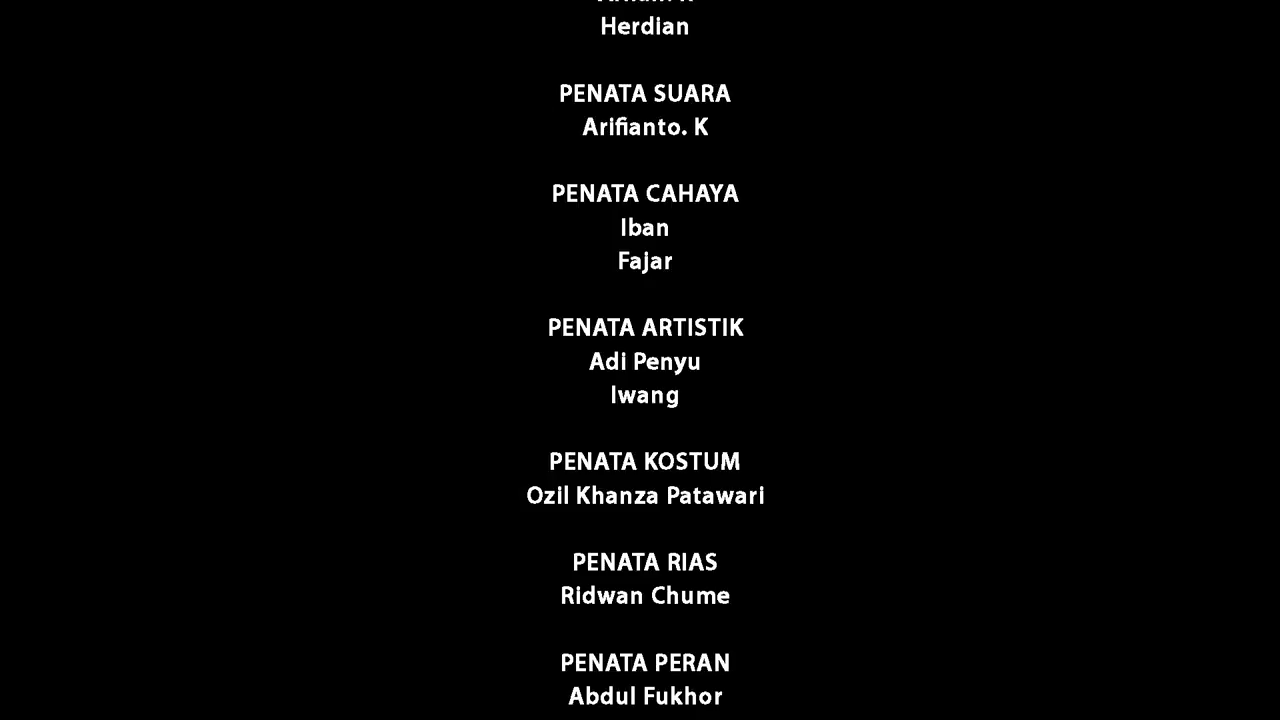 Herdian
PENATA SUARA
Arifianto. K
PENATA CAHAYA
Iban
Fajar
PENATA ARTISTIK
Adi Penyu
Iwang
PENATA KOSTUM
Ozil Khanza Patawari
PENATA RIAS
Ridwan Chume
PENATA PERAN
Abdul Fukhor